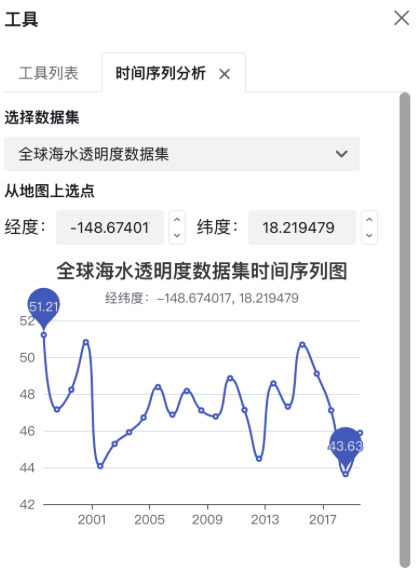 工具
工具列表
时间序列分析
选择数据集
全球海水透明度数据集
从地图上选点
经度： -148.67401 纬度： 18.219479
全球海水透明度数据集时间序列图
经纬度：-148.674017, 18.219479
51.21
52
50
48
46
43.63
44
42
2001 2005 2009 2013 2017